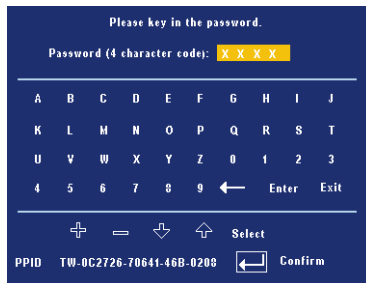 Please key in the password.
Password (4 character code): X X X X
A B C D E F G H I J
K L M N O P Q R S T
U V W X Y Z 0 1 2 3
4 5 6 7 8 9 ← Enter Exit
Select
PPID TW-0C2726-70641-46B-0208 Confirm